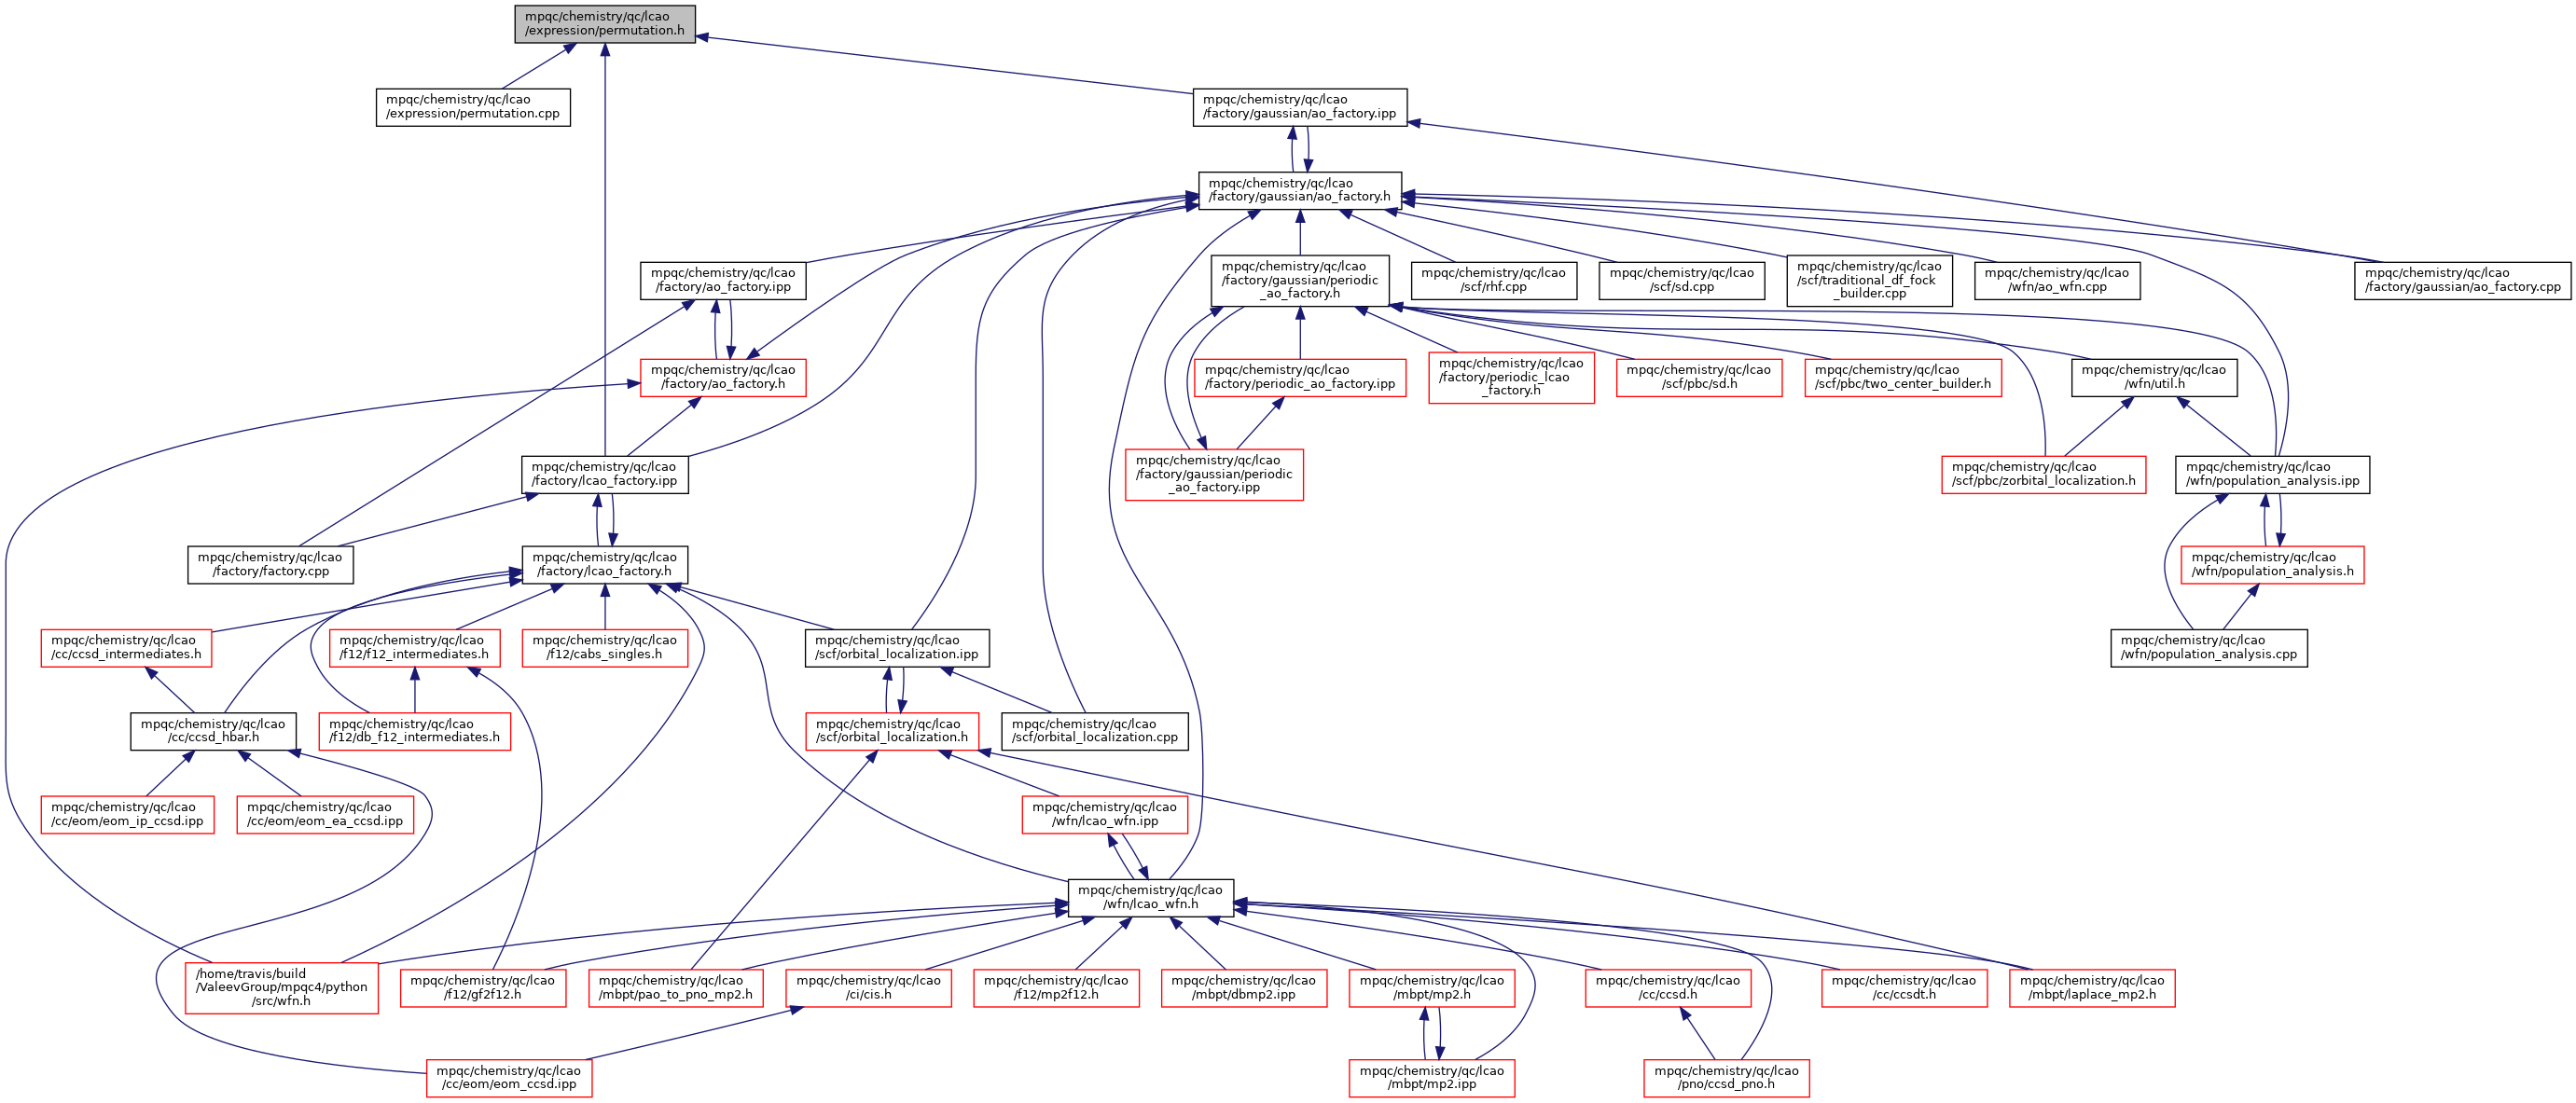 mpqc/chemistry/qc/lcao
/expression/permutation.h
mpqc/chemistry/qc/lcao
/expression/permutation.cpp
mpqc/chemistry/qc/lcao
/factory/gaussian/ao_factory.ipp
mpqc/chemistry/qc/lcao
/factory/gaussian/ao_factory.h
mpqc/chemistry/qc/lcao
/factory/ao_factory.ipp
mpqc/chemistry/qc/lcao
/factory/gaussian/periodic
_ao_factory.h
mpqc/chemistry/qc/lcao
/scf/rhf.cpp
mpqc/chemistry/qc/lcao
/scf/sd.cpp
mpqc/chemistry/qc/lcao
/scf/traditional_df_fock
_builder.cpp
mpqc/chemistry/qc/lcao
/wfn/ao_wfn.cpp
mpqc/chemistry/qc/lcao
/factory/gaussian/ao_factory.cpp
mpqc/chemistry/qc/lcao
/factory/ao_factory.h
mpqc/chemistry/qc/lcao
/factory/periodic_ao_factory.ipp
mpqc/chemistry/qc/lcao
/factory/periodic_lcao
_factory.h
mpqc/chemistry/qc/lcao
/scf/pbc/sd.h
mpqc/chemistry/qc/lcao
/scf/pbc/two_center_builder.h
mpqc/chemistry/qc/lcao
/wfn/util.h
mpqc/chemistry/qc/lcao
/factory/lcao_factory.ipp
mpqc/chemistry/qc/lcao
/factory/gaussian/periodic
_ao_factory.ipp
mpqc/chemistry/qc/lcao
/scf/pbc/zorbital_localization.h
mpqc/chemistry/qc/lcao
/wfn/population_analysis.ipp
mpqc/chemistry/qc/lcao
/factory/factory.cpp
mpqc/chemistry/qc/lcao
/factory/lcao_factory.h
mpqc/chemistry/qc/lcao
/wfn/population_analysis.h
mpqc/chemistry/qc/lcao
/cc/ccsd_intermediates.h
mpqc/chemistry/qc/lcao
/f12/f12_intermediates.h
mpqc/chemistry/qc/lcao
/f12/cabs_singles.h
mpqc/chemistry/qc/lcao
/scf/orbital_localization.ipp
mpqc/chemistry/qc/lcao
/wfn/population_analysis.cpp
mpqc/chemistry/qc/lcao
/cc/ccsd_hbar.h
mpqc/chemistry/qc/lcao
/f12/db_f12_intermediates.h
mpqc/chemistry/qc/lcao
/scf/orbital_localization.h
mpqc/chemistry/qc/lcao
/scf/orbital_localization.cpp
mpqc/chemistry/qc/lcao
/cc/eom/eom_ip_ccsd.ipp
mpqc/chemistry/qc/lcao
/cc/eom/eom_ea_ccsd.ipp
mpqc/chemistry/qc/lcao
/wfn/lcao_wfn.ipp
mpqc/chemistry/qc/lcao
/wfn/lcao_wfn.h
/home/travis/build
/ValeevGroup/mpqc4/python
/src/wfn.h
mpqc/chemistry/qc/lcao
/f12/gf2f12.h
mpqc/chemistry/qc/lcao
/mbpt/pao_to_pno_mp2.h
mpqc/chemistry/qc/lcao
/ci/cis.h
mpqc/chemistry/qc/lcao
/f12/mp2f12.h
mpqc/chemistry/qc/lcao
/mbpt/dbmp2.ipp
mpqc/chemistry/qc/lcao
/mbpt/mp2.h
mpqc/chemistry/qc/lcao
/cc/ccsd.h
mpqc/chemistry/qc/lcao
/cc/ccsdt.h
mpqc/chemistry/qc/lcao
/mbpt/laplace_mp2.h
mpqc/chemistry/qc/lcao
/cc/eom/eom_ccsd.ipp
mpqc/chemistry/qc/lcao
/mbpt/mp2.ipp
mpqc/chemistry/qc/lcao
/pno/ccsd_pno.h